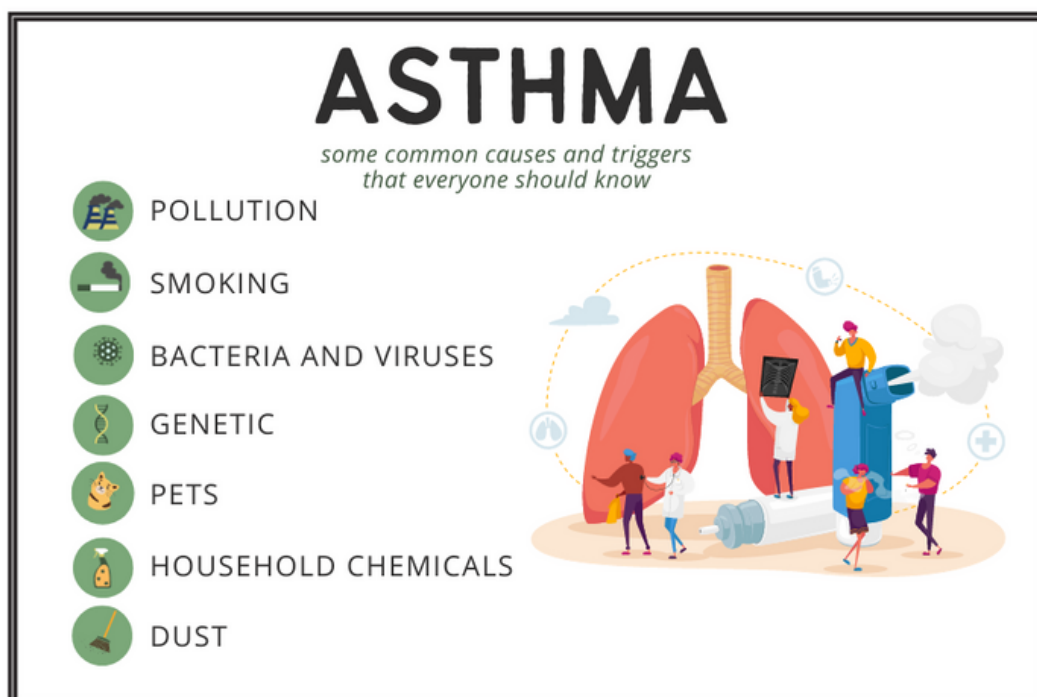 ASTHMA
some common causes and triggers
that everyone should know
POLLUTION
SMOKING
BACTERIA AND VIRUSES
GENETIC
PETS
HOUSEHOLD CHEMICALS
DUST